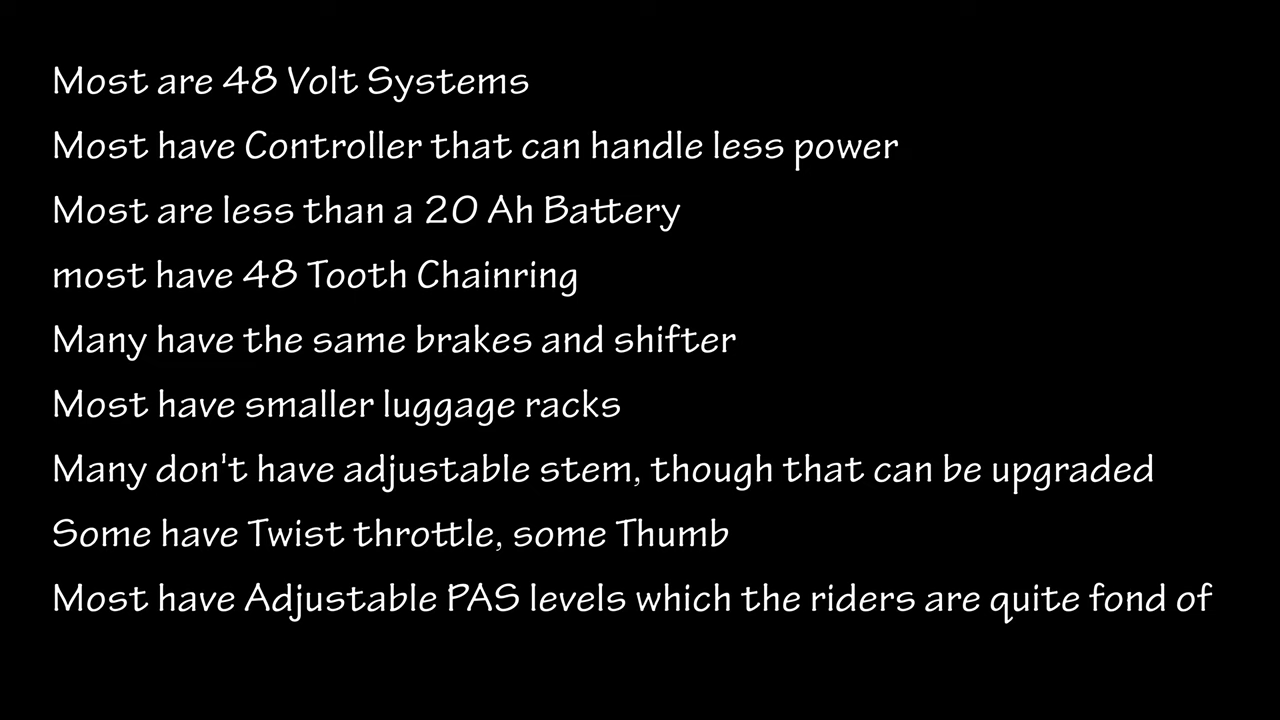 Most are 48 Volt Systems
Most have Controller that can handle less power
Most are less than a 20 Ah Battery
most have 48 Tooth Chainring
Many have the same brakes and shifter
Most have smaller luggage racks
Many don't have adjustable stem, though that can be upgraded
Some have Twist throttle, some Thumb
Most have Adjustable PAS levels which the riders are quite fond of